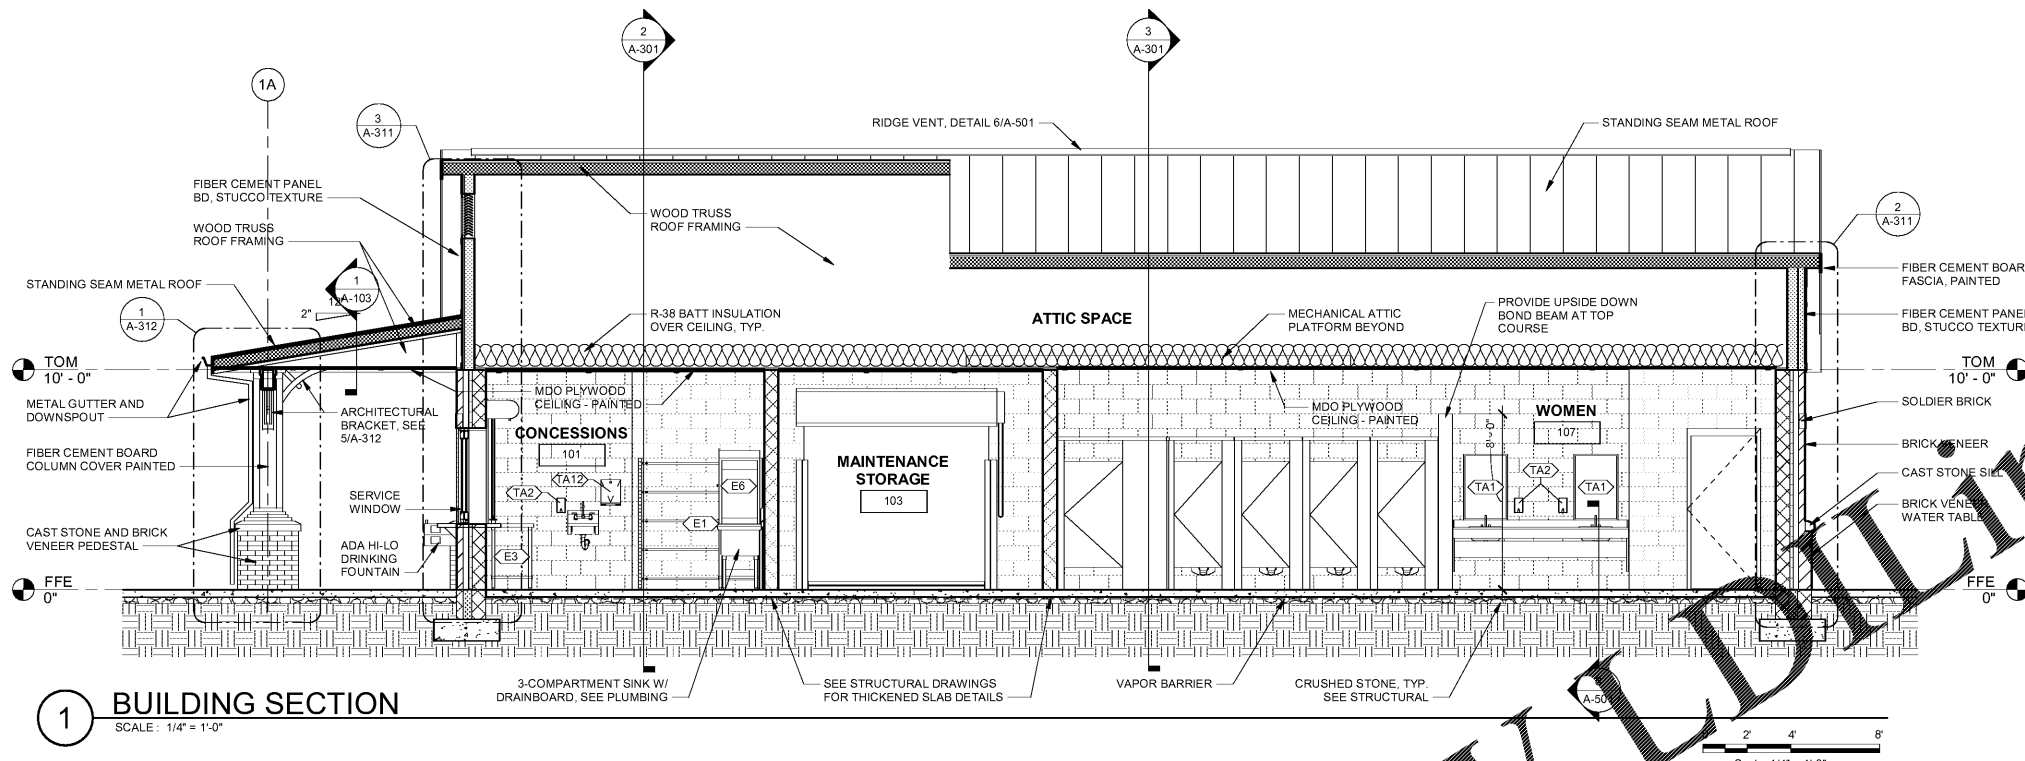 2
A-301
3
A-301
1A
3
A-311
RIDGE VENT, DETAIL 6/A-501
STANDING SEAM METAL ROOF
FIBER CEMENT PANEL
BD, STUCCO TEXTURE
WOOD TRUSS
ROOF FRAMING
WOOD TRUSS
ROOF FRAMING
2
A-311
STANDING SEAM METAL ROOF
1
A-103
12"
2"
1
A-312
FIBER CEMENT BOAR
FASCIA, PAINTED
R-38 BATT INSULATION
OVER CEILING, TYP.
ATTIC SPACE
MECHANICAL ATTIC
PLATFORM BEYOND
PROVIDE UPSIDE DOWN
BOND BEAM AT TOP
COURSE
FIBER CEMENT PANE
BD, STUCCO TEXTUR
TOM
10' - 0"
TOM
10' - 0"
METAL GUTTER AND
DOWNSPOUT
ARCHITECTURAL
BRACKET, SEE
5/A-312
MDO PLYWOOD
CEILING - PAINTED
MDO PLYWOOD
CEILING - PAINTED
SOLDIER BRICK
CONCESSIONS
101
WOMEN
107
8'- 0"
BRICK VENEER
FIBER CEMENT BOARD
COLUMN COVER PAINTED
MAINTENANCE
STORAGE
103
CAST STONE SILL
SERVICE
WINDOW
TA2
TA12
E6
E1
E3
TA1
TA2
TA1
BRICK VENEER
WATER TABLE
CAST STONE AND BRICK
VENEER PEDESTAL
ADA HI-LO
DRINKING
FOUNTAIN
FFE
0"
FFE
0"
3-COMPARTMENT SINK W/
DRAINBOARD, SEE PLUMBING
SEE STRUCTURAL DRAWINGS
FOR THICKENED SLAB DETAILS
VAPOR BARRIER
CRUSHED STONE, TYP.
SEE STRUCTURAL
1
BUILDING SECTION
SCALE : 1/4" = 1'-0"
2'
4'
8'